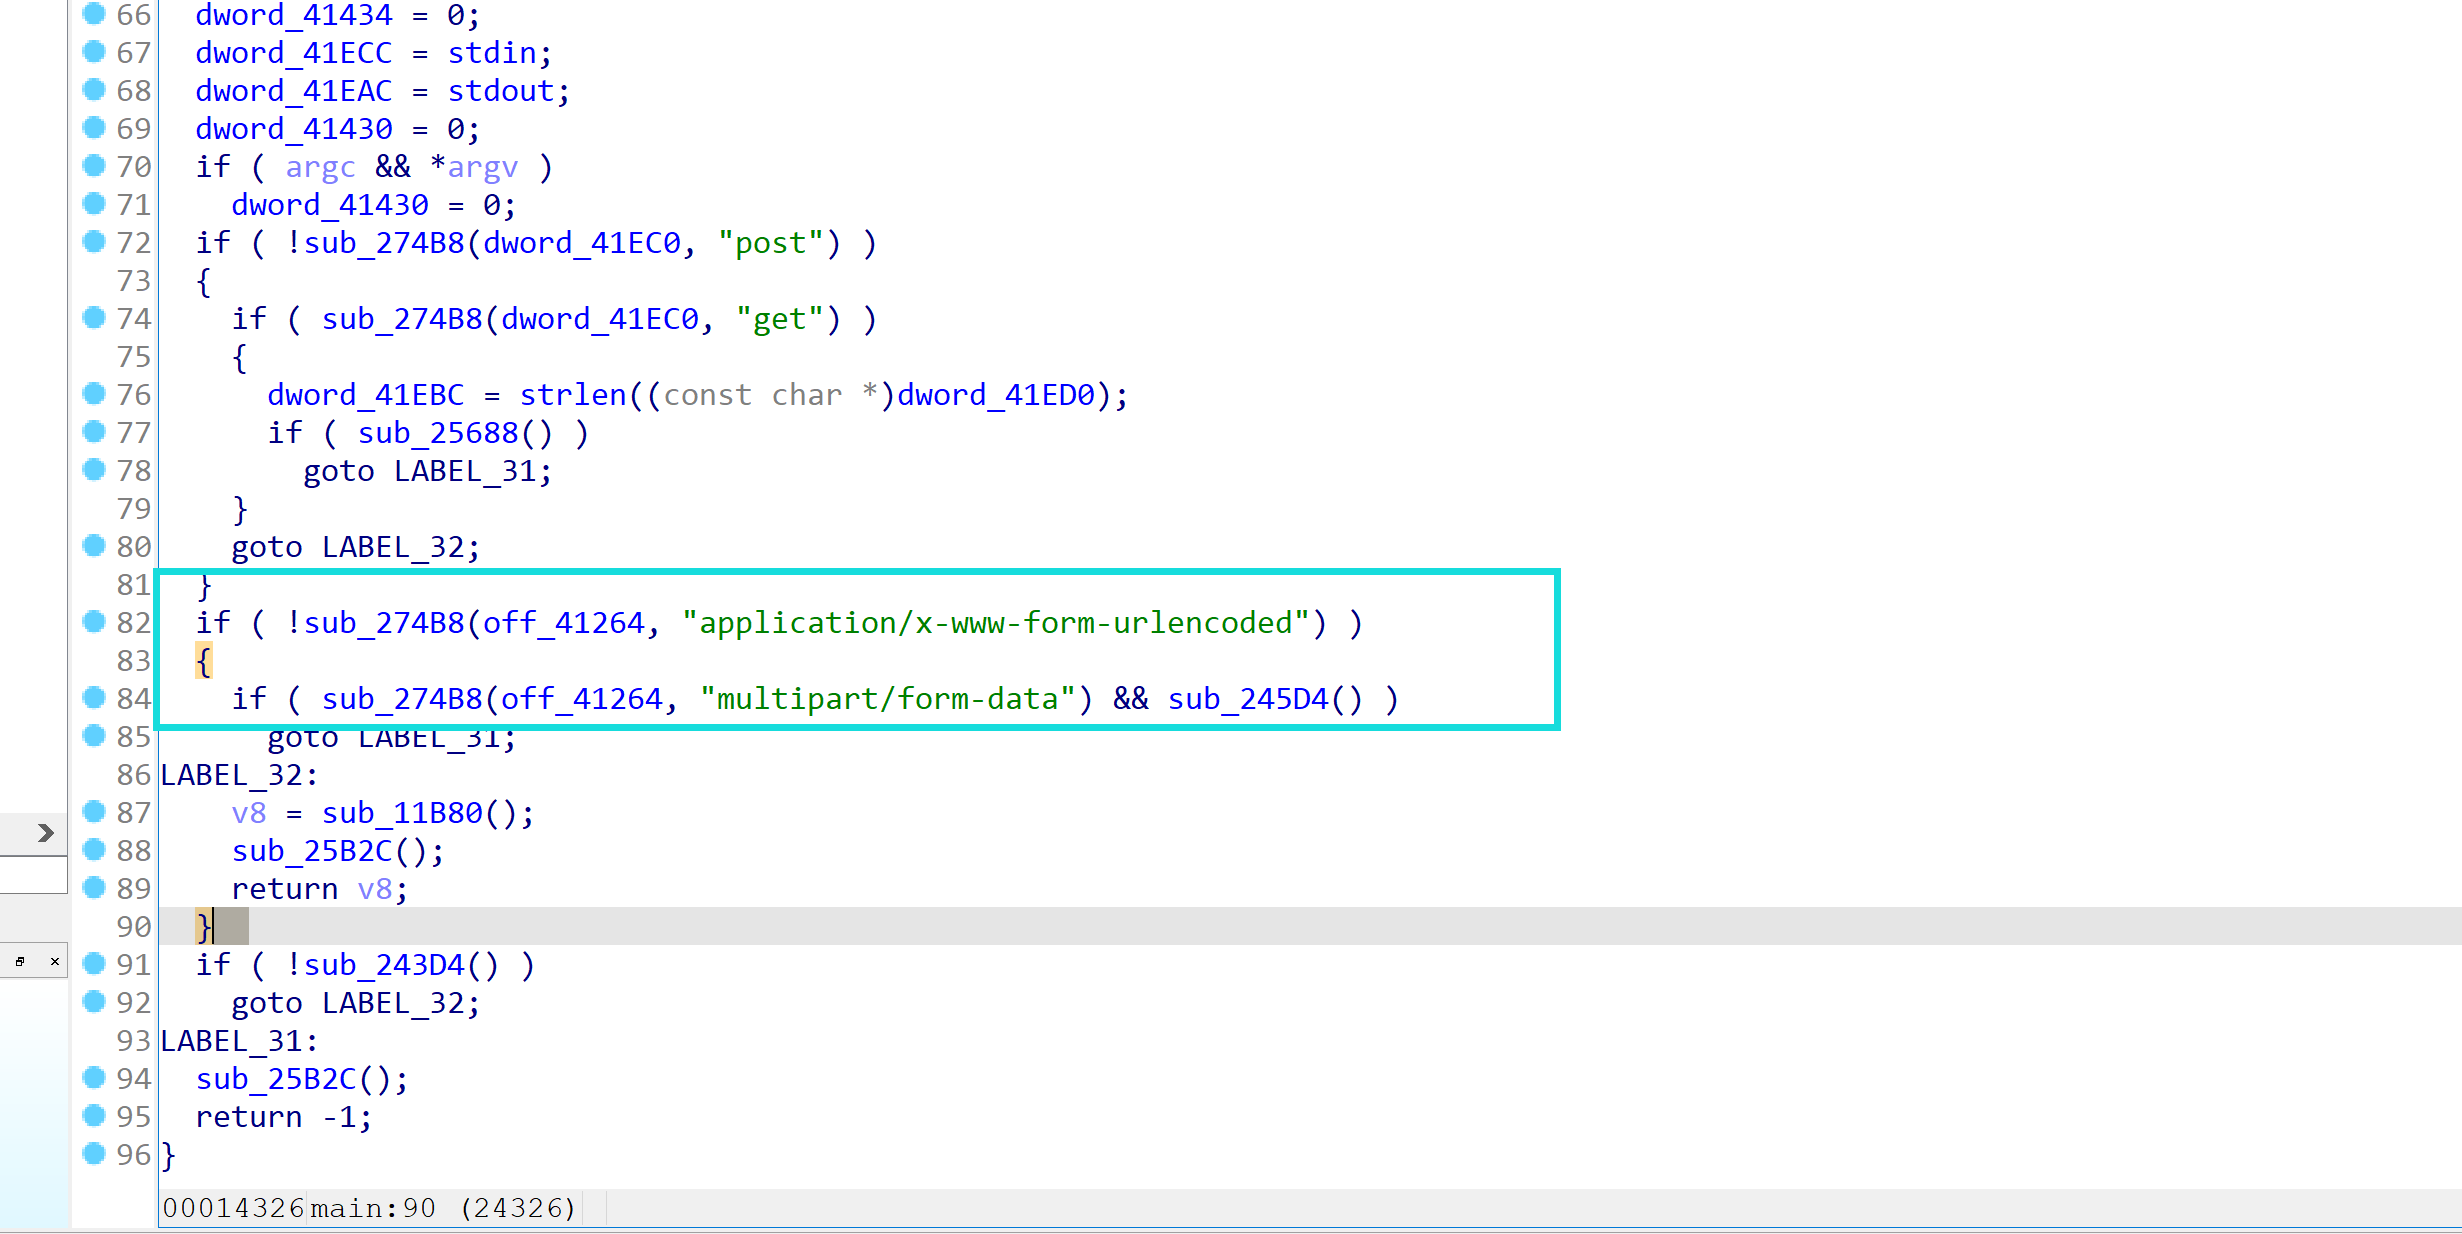 66 dword_41434 = 0;
67 dword_41ECC = stdin;
68 dword_41EAC = stdout;
69 dword_41430 = 0;
70 if ( argc && *argv )
71 dword_41430 = 0;
72 if ( !sub_274B8(dword_41EC0, "post") )
73 {
74 if ( sub_274B8(dword_41EC0, "get") )
75 {
76 dword_41EBC = strlen((const char *)dword_41ED0);
77 if ( sub_25688() )
78 goto LABEL_31;
79 }
80 goto LABEL_32;
81 }
82 if ( !sub_274B8(off_41264, "application/x-www-form-urlencoded") )
83 {
84 if ( sub_274B8(off_41264, "multipart/form-data") && sub_245D4() )
85 goto LABEL_31;
86 LABEL_32:
87 v8 = sub_11B80();
88 sub_25B2C();
89 return v8;
90 }
91 if ( !sub_243D4() )
92 goto LABEL_32;
93 LABEL_31:
94 sub_25B2C();
95 return -1;
96 }
00014326 main:90 (24326)